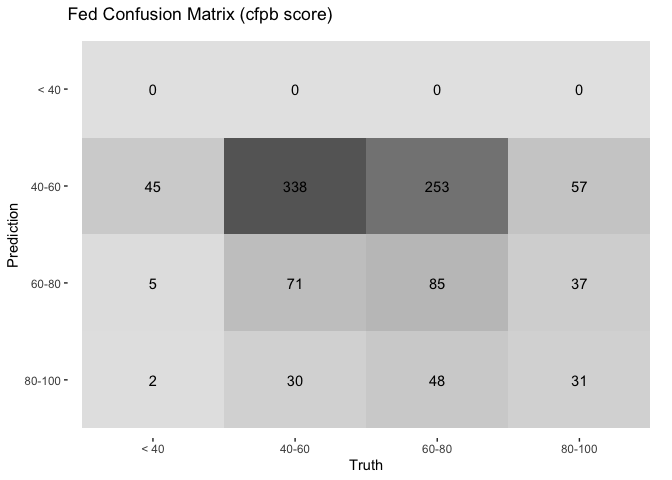 Fed Confusion Matrix (cfpb score)
< 40 0 0 0 0
40-60 45 338 253 57
60-80 5 71 85 37
80-100 2 30 48 31
Prediction
< 40 40-60 60-80 80-100
Truth